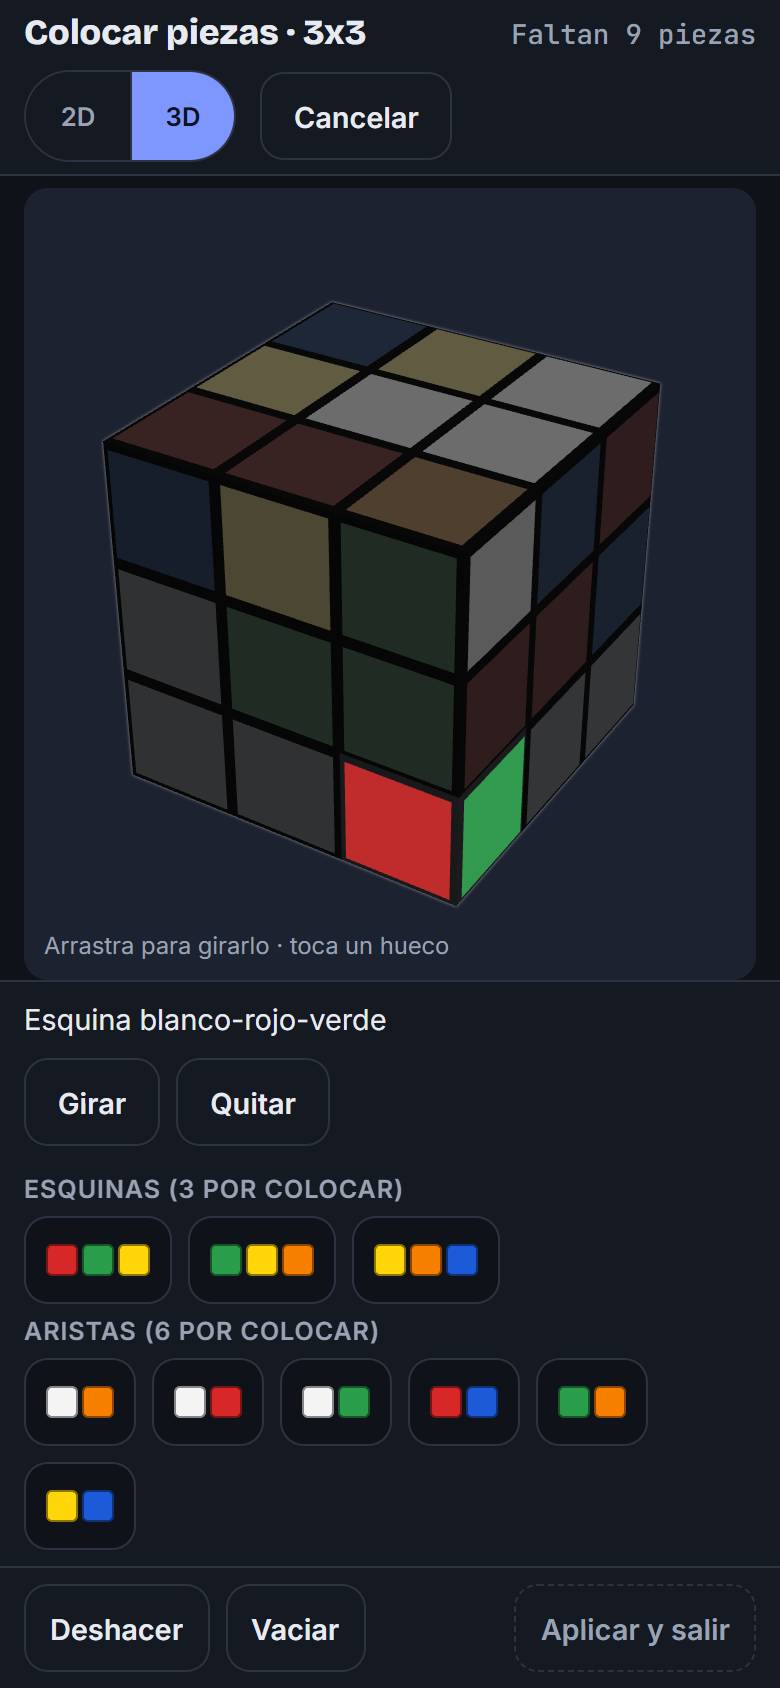 Colocar piezas · 3x3
Faltan 9 piezas
2D
3D
Cancelar
Arrastra para girarlo · toca un hueco
Esquina blanco-rojo-verde
Girar
Quitar
ESQUINAS (3 POR COLOCAR)
ARISTAS (6 POR COLOCAR)
Deshacer
Vaciar
Aplicar y salir